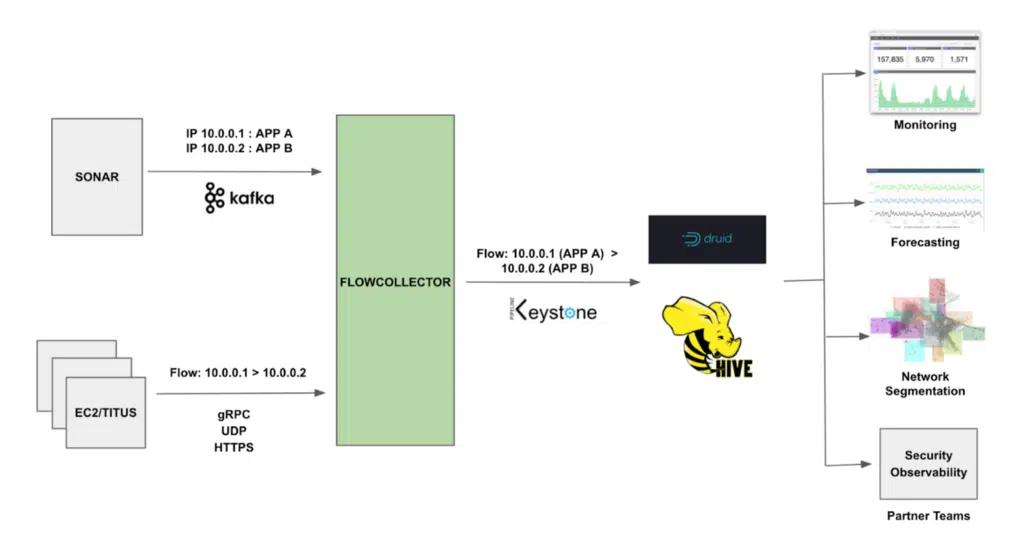 SONAR
IP 10.0.0.1 : APP A
IP 10.0.0.2 : APP B
kafka
EC2/TITUS
Flow: 10.0.0.1 > 10.0.0.2
gRPC
UDP
HTTPS
FLOWCOLLECTOR
Flow: 10.0.0.1 (APP A) >
10.0.0.2 (APP B)
PIPELINE
Keystone
druid
HIVE
157,835
5,970
1,571
Monitoring
Forecasting
Network
Segmentation
Security
Observability
Partner Teams